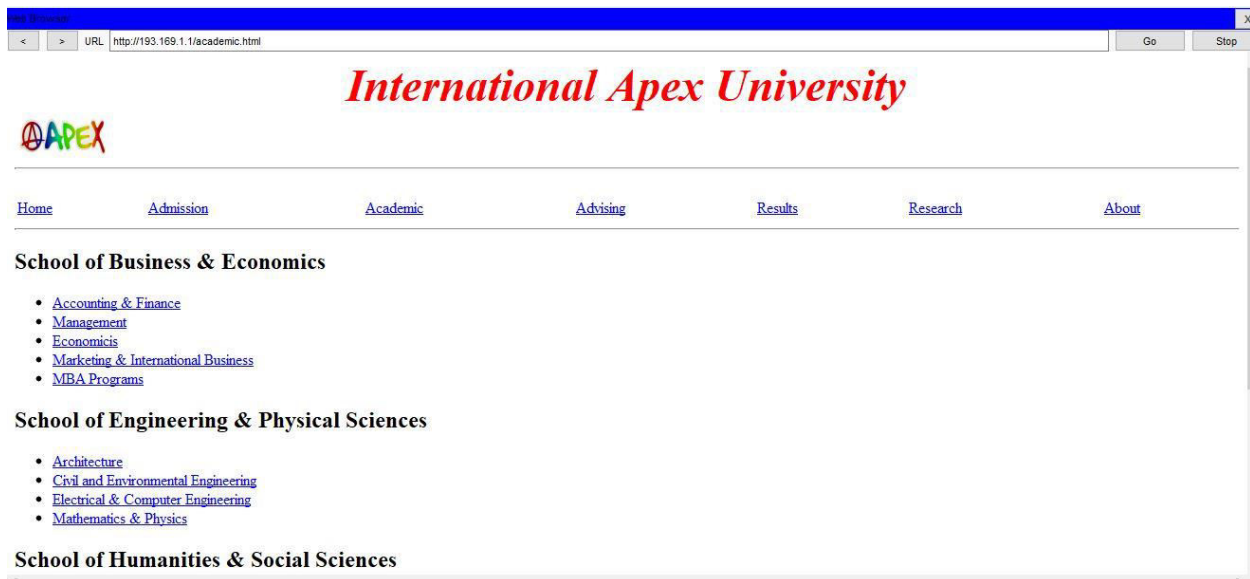 Web Browser X
< > URL http://193.169.1.1/academic.html Go Stop
International Apex University
APEX
Home Admission Academic Advising Results Research About
School of Business & Economics
Accounting & Finance
Management
Economicis
Marketing & International Business
MBA Programs
School of Engineering & Physical Sciences
Architecture
Civil and Environmental Engineering
Electrical & Computer Engineering
Mathematics & Physics
School of Humanities & Social Sciences